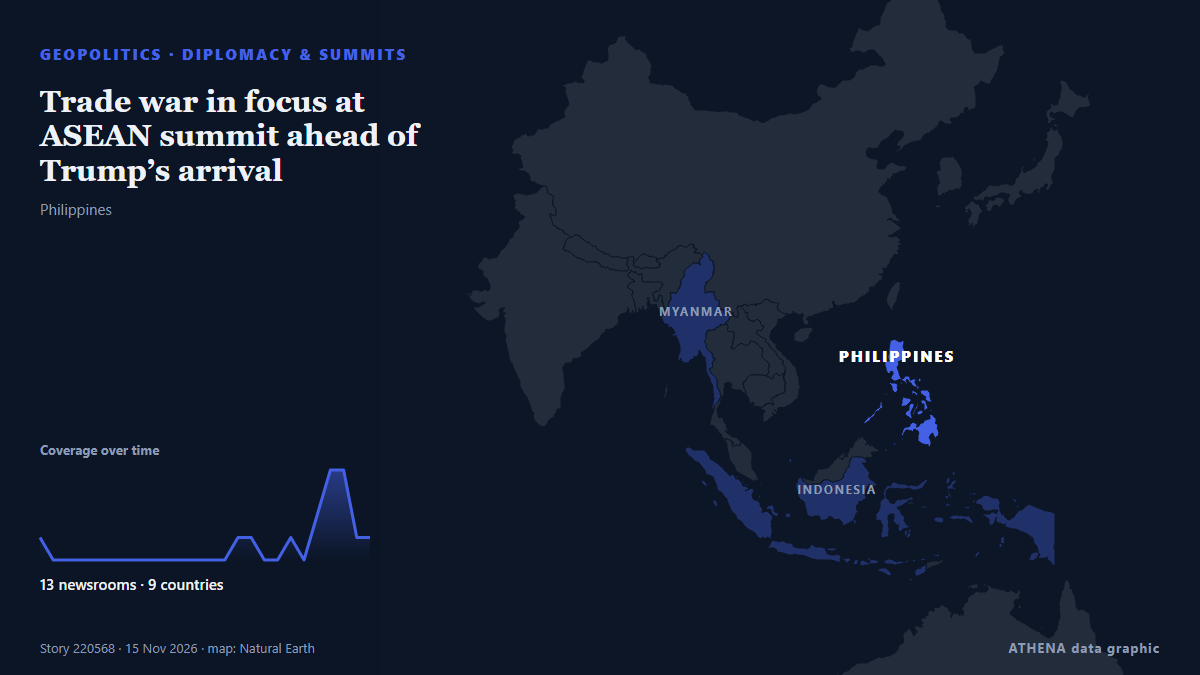 GEOPOLITICS · DIPLOMACY & SUMMITS
Trade war in focus at
ASEAN summit ahead of
Trump’s arrival
Philippines
MYANMAR
PHILIPPINES
INDONESIA
Coverage over time
13 newsrooms · 9 countries
Story 220568 · 15 Nov 2026 · map: Natural Earth
ATHENA data graphic